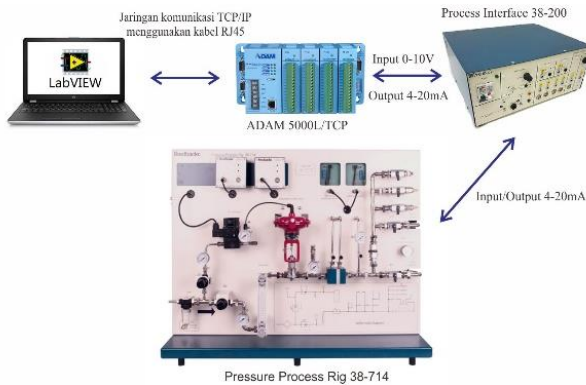 Jaringan komunikasi TCP/IP
menggunakan kabel RJ45
Process Interface 38-200
LabVIEW
ADAM
Input 0-10V
Output 4-20mA
ADAM 5000L/TCP
Input/Output 4-20mA
Pressure Process Rig 38-714